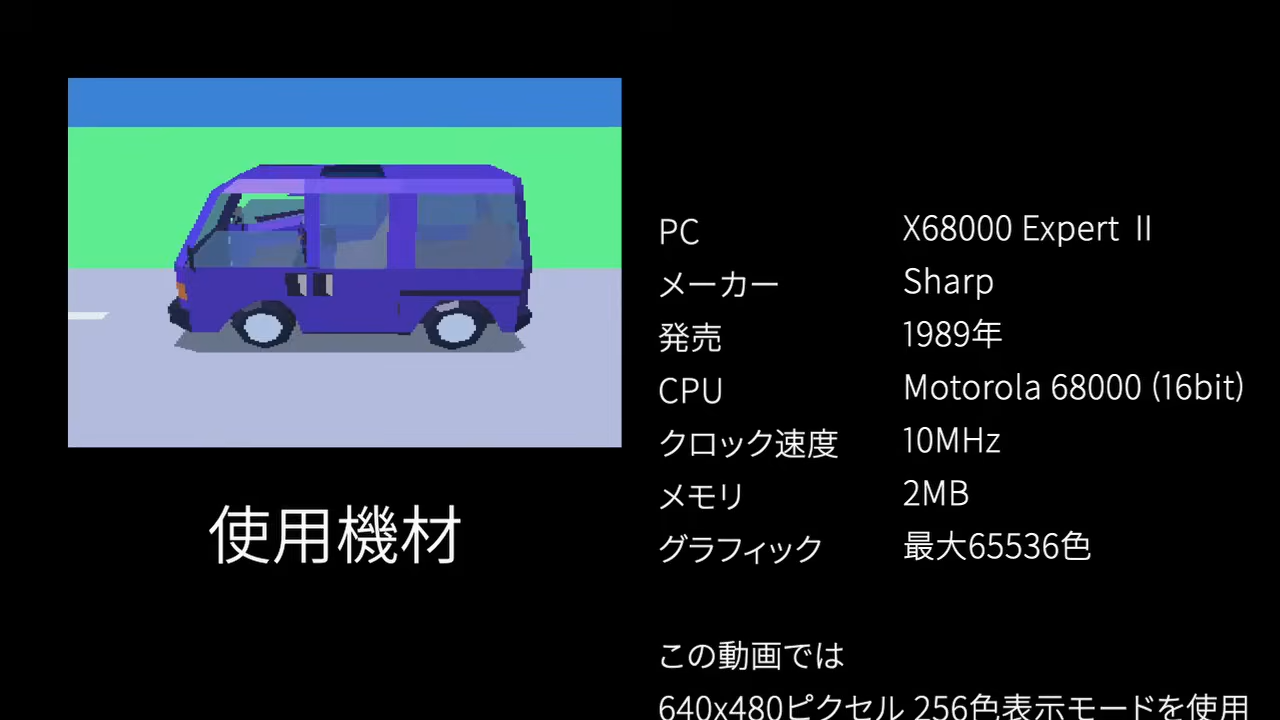 使用機材
PC X68000 Expert Ⅱ
メーカー Sharp
発売 1989年
CPU Motorola 68000 (16bit)
クロック速度 10MHz
メモリ 2MB
グラフィック 最大65536色
この動画では
640x480ピクセル 256色表示モードを使用